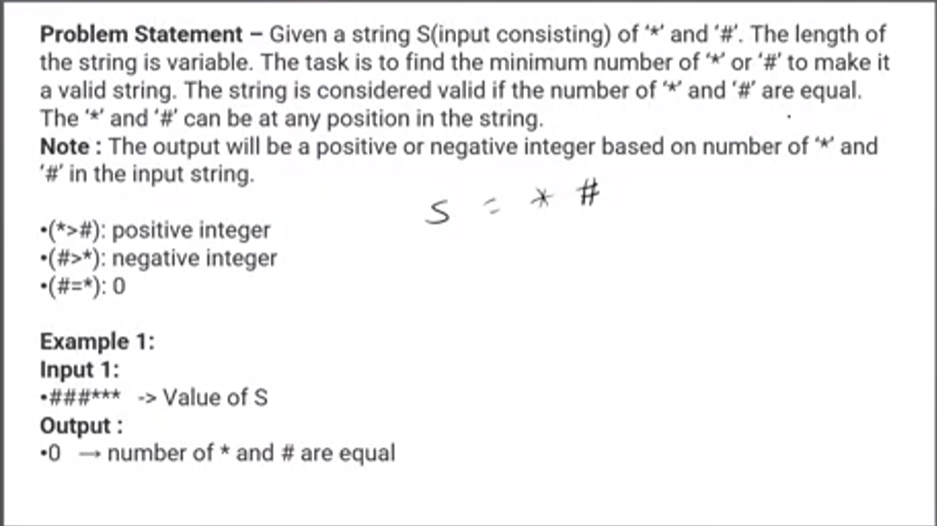 Problem Statement – Given a string S(input consisting) of '*' and '#'. The length of
the string is variable. The task is to find the minimum number of '*' or '#' to make it
a valid string. The string is considered valid if the number of '*' and '#' are equal.
The '*' and '#' can be at any position in the string.
Note : The output will be a positive or negative integer based on number of '*' and
'#' in the input string.
S = * #
•(*>#): positive integer
•(#>*): negative integer
•(#=*): 0
Example 1:
Input 1:
•###*** -> Value of S
Output :
•0 → number of * and # are equal